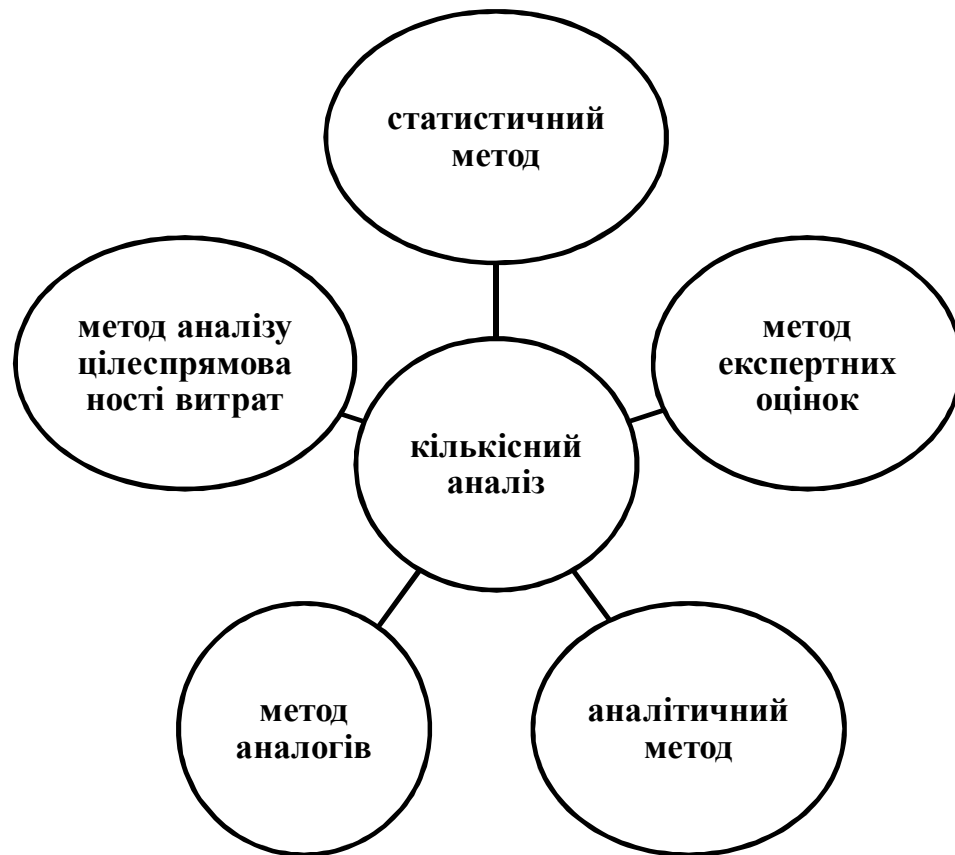 статистичний
метод
метод аналізу
цілеспрямова
ності витрат
метод
експертних
оцінок
кількісний
аналіз
метод
аналогів
аналітичний
метод